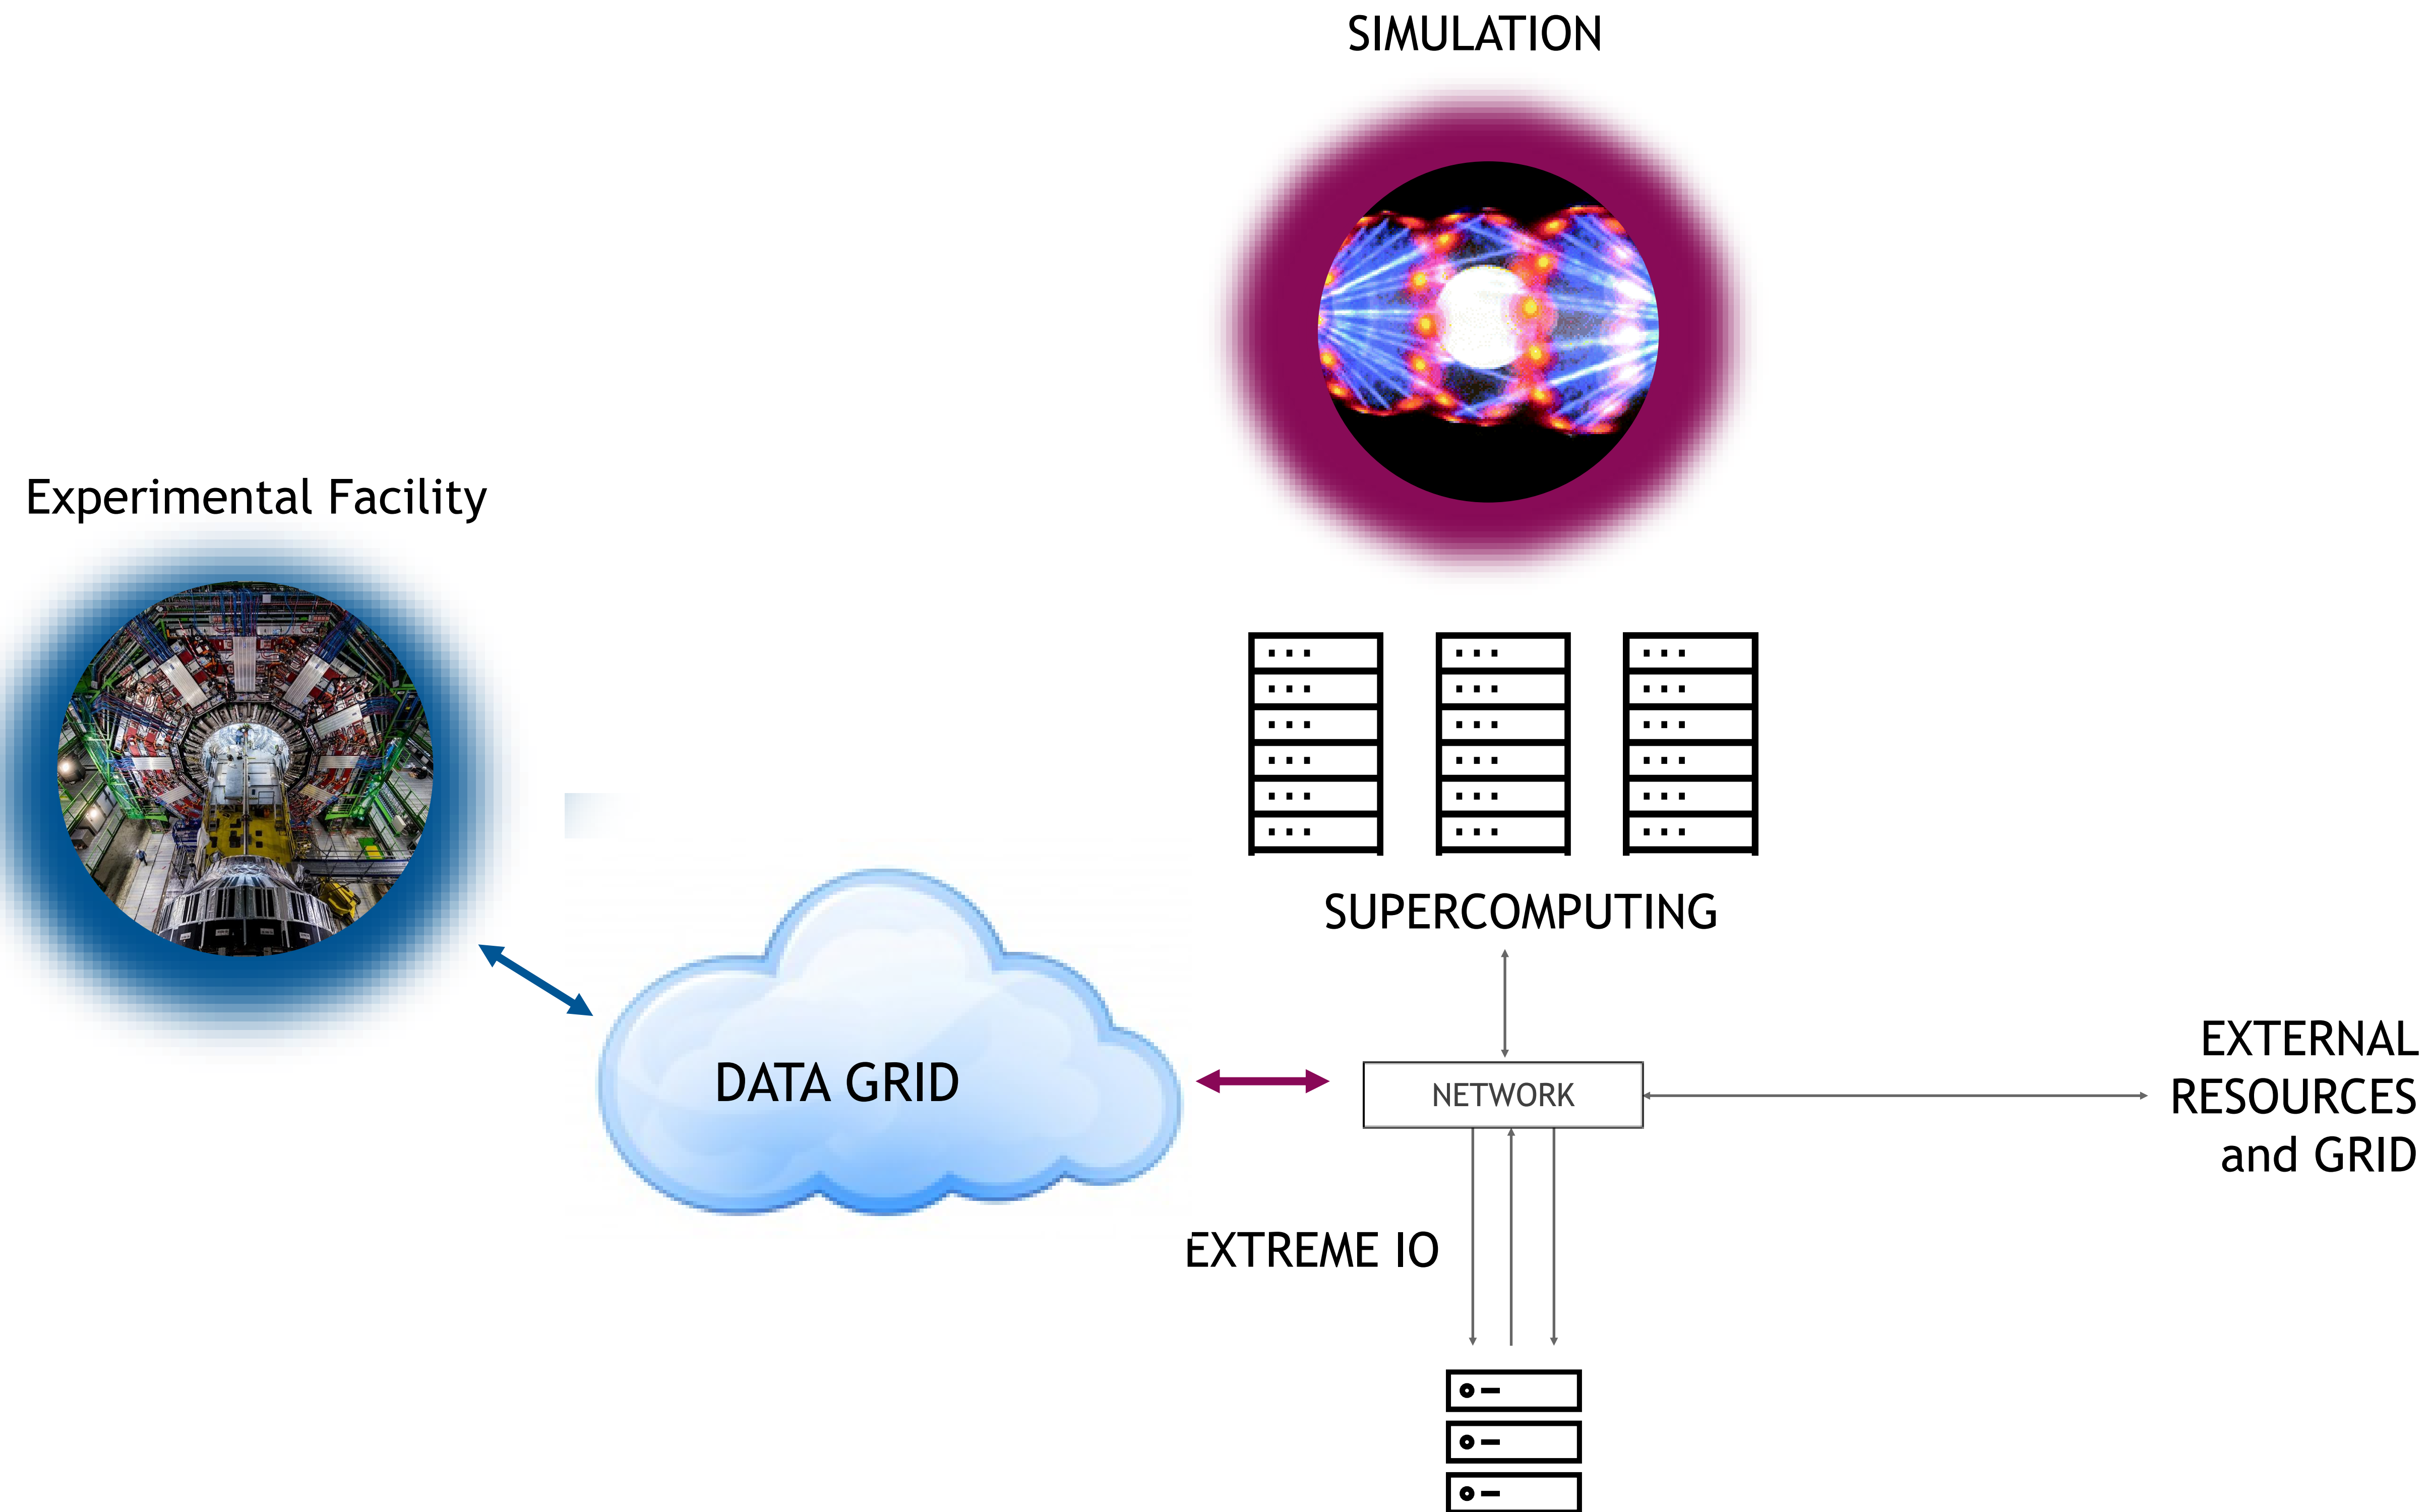 SIMULATION
Experimental Facility
SUPERCOMPUTING
DATA GRID
NETWORK
EXTERNAL
RESOURCES
and GRID
EXTREME IO